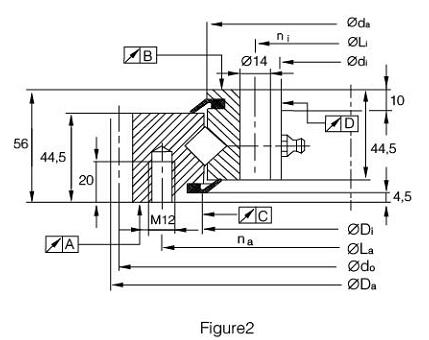 Ødₐ
nᵢ
ØLᵢ
B
Ø14
Ødᵢ
10
D
56
44,5
44,5
20
4,5
M12
C
ØDᵢ
A
nₐ
ØLₐ
Ødₒ
ØDₐ
Figure2